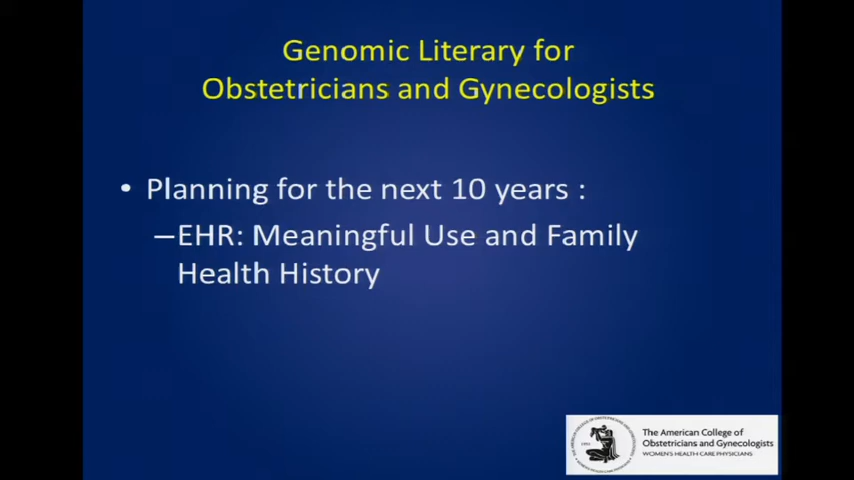 Genomic Literary for
Obstetricians and Gynecologists
• Planning for the next 10 years :
–EHR: Meaningful Use and Family
Health History
The American College of
Obstetricians and Gynecologists
WOMEN'S HEALTH CARE PHYSICIANS